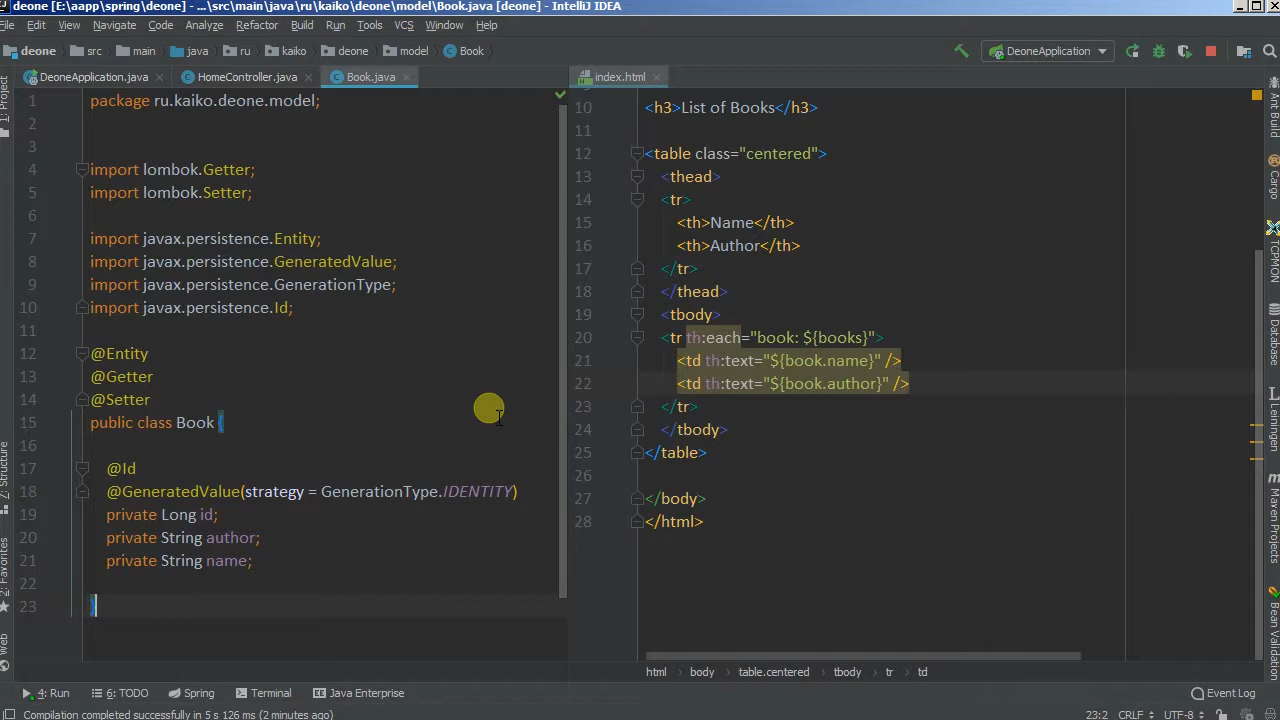 deone [E:\aapp\spring\deone] - ...\src\main\java\ru\kaiko\deone\model\Book.java [deone] - IntelliJ IDEA
File Edit View Navigate Code Analyze Refactor Build Run Tools VCS Window Help
deone src main java ru kaiko deone model Book DeoneApplication
DeoneApplication.java HomeController.java Book.java index.html
1: Project
Z: Structure
2: Favorites
Web
1 package ru.kaiko.deone.model;
2
3
4 import lombok.Getter;
5 import lombok.Setter;
6
7 import javax.persistence.Entity;
8 import javax.persistence.GeneratedValue;
9 import javax.persistence.GenerationType;
10 import javax.persistence.Id;
11
12 @Entity
13 @Getter
14 @Setter
15 public class Book {
16
17 @Id
18 @GeneratedValue(strategy = GenerationType.IDENTITY)
19 private Long id;
20 private String author;
21 private String name;
22
23 }
10 <h3>List of Books</h3>
11
12 <table class="centered">
13 <thead>
14 <tr>
15 <th>Name</th>
16 <th>Author</th>
17 </tr>
18 </thead>
19 <tbody>
20 <tr th:each="book: ${books}">
21 <td th:text="${book.name}" />
22 <td th:text="${book.author}" />
23 </tr>
24 </tbody>
25 </table>
26
27 </body>
28 </html>
html body table.centered tbody tr td
Ant Build
Cargo
TCPMON
Database
Leiningen
Maven Projects
Bean Validation
4: Run 6: TODO Spring Terminal Java Enterprise Event Log
Compilation completed successfully in 5 s 126 ms (2 minutes ago) 23:2 CRLF UTF-8